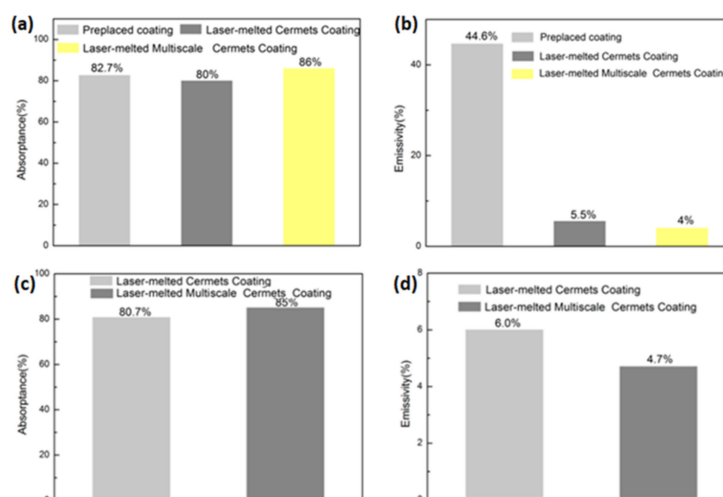 (a)
Preplaced coating
Laser-melted Cermets Coating
Laser-melted Multiscale Cermets Coating
82.7%
80%
86%
Absorptance(%)
100
80
60
40
20
0
(b)
Preplaced coating
Laser-melted Cermets Coating
Laser-melted Multiscale Cermets Coatin
44.6%
5.5%
4%
Emissivity(%)
40
20
0
(c)
Laser-melted Cermets Coating
Laser-melted Multiscale Cermets Coating
80.7%
85%
Absorptance(%)
100
80
60
40
20
(d)
Laser-melted Cermets Coating
Laser-melted Multiscale Cermets Coating
6.0%
4.7%
Emissivity(%)
8
6
4
2